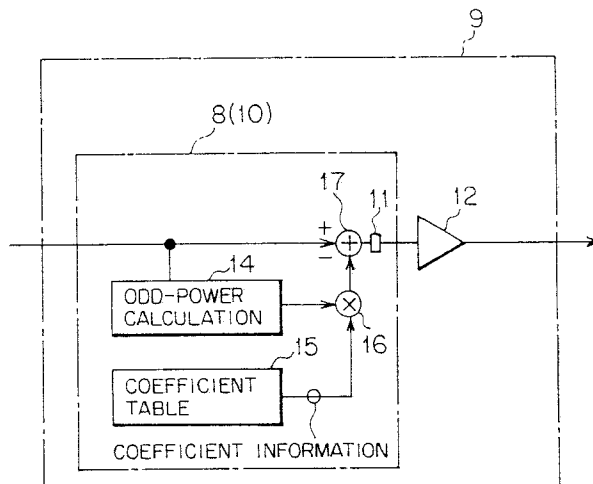 9
8(10)
17
11
12
+
−
14
ODD-POWER
CALCULATION
16
15
COEFFICIENT
TABLE
COEFFICIENT INFORMATION